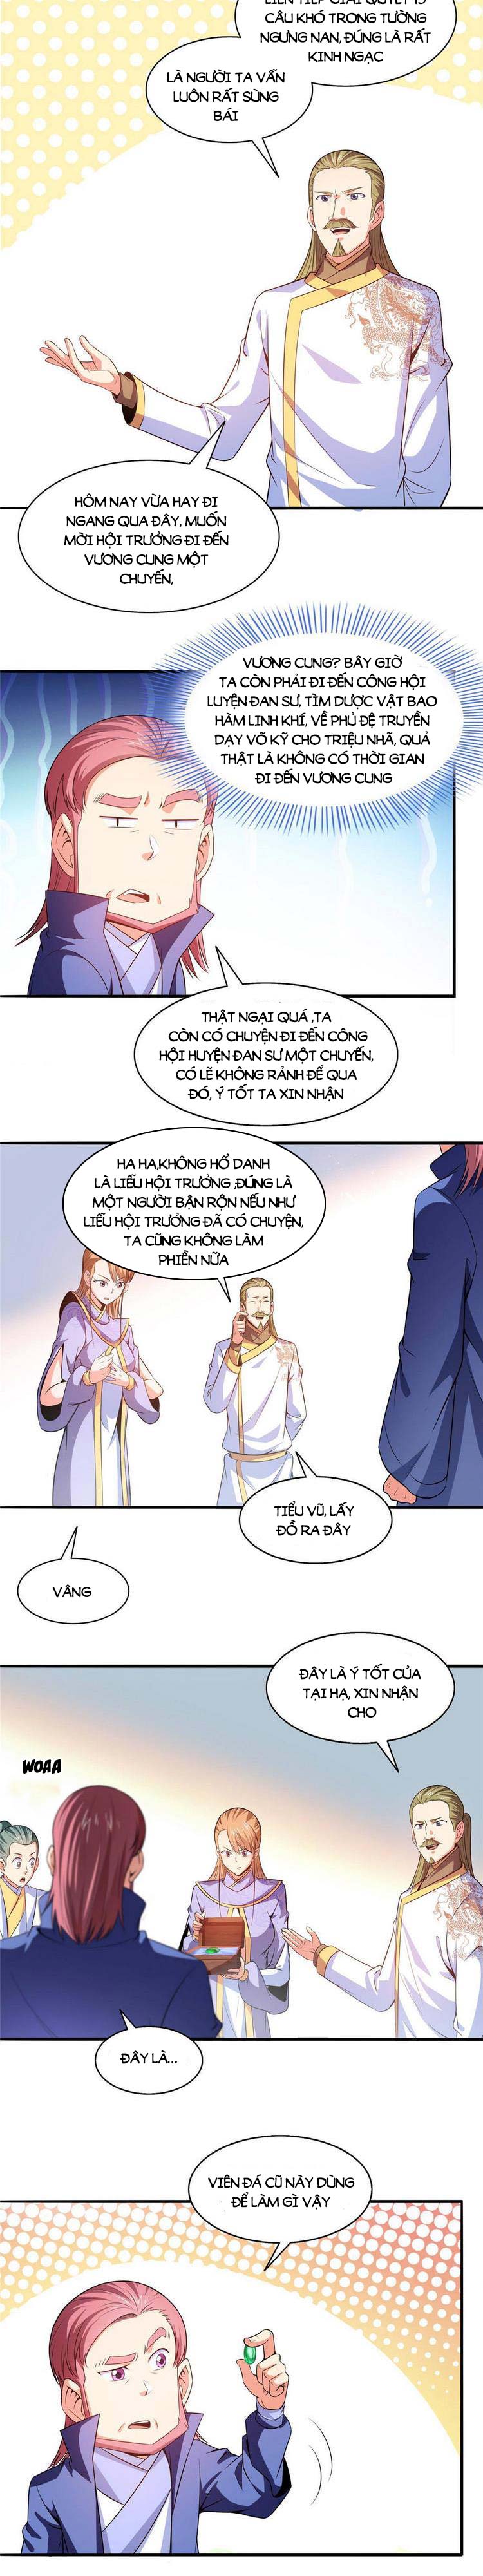 LIÊN TIẾP GIẢI QUYẾT 15
CÂU KHÓ TRONG TƯỜNG
NGƯNG NAN, ĐÚNG LÀ RẤT
KINH NGẠC
LÀ NGƯỜI TA VẪN
LUÔN RẤT SÙNG
BÁI
HÔM NAY VỪA HAY ĐI
NGANG QUA ĐÂY, MUỐN
MỜI HỘI TRƯỞNG ĐI ĐẾN
VƯƠNG CUNG MỘT
CHUYẾN,
VƯƠNG CUNG? BÂY GIỜ
TA CÒN PHẢI ĐI ĐẾN CÔNG HỘI
LUYỆN ĐAN SƯ, TÌM DƯỢC VẬT BAO
HÀM LINH KHÍ, VỀ PHỦ ĐỆ TRUYỀN
DẠY VÕ KỸ CHO TRIỆU NHÃ, QUẢ
THẬT LÀ KHÔNG CÓ THỜI GIAN
ĐI ĐẾN VƯƠNG CUNG
THẬT NGẠI QUÁ ,TA
CÒN CÓ CHUYỆN ĐI ĐẾN CÔNG
HỘI HUYỆN ĐAN SƯ MỘT CHUYẾN,
CÓ LẼ KHÔNG RẢNH ĐỂ QUA
ĐÓ, Ý TỐT TA XIN NHẬN
HA HA,KHÔNG HỔ DANH
LÀ LIỄU HỘI TRƯỞNG ,ĐÚNG LÀ
MỘT NGƯỜI BẬN RỘN NẾU NHƯ
LIỄU HỘI TRƯỞNG ĐÃ CÓ CHUYỆN,
TA CŨNG KHÔNG LÀM
PHIỀN NỮA
TIỂU VŨ, LẤY
ĐỒ RA ĐÂY
VÂNG
ĐÂY LÀ Ý TỐT CỦA
TẠI HẠ, XIN NHẬN
CHO
WOAA
ĐÂY LÀ...
VIÊN ĐÁ CŨ NÀY DÙNG
ĐỂ LÀM GÌ VẬY